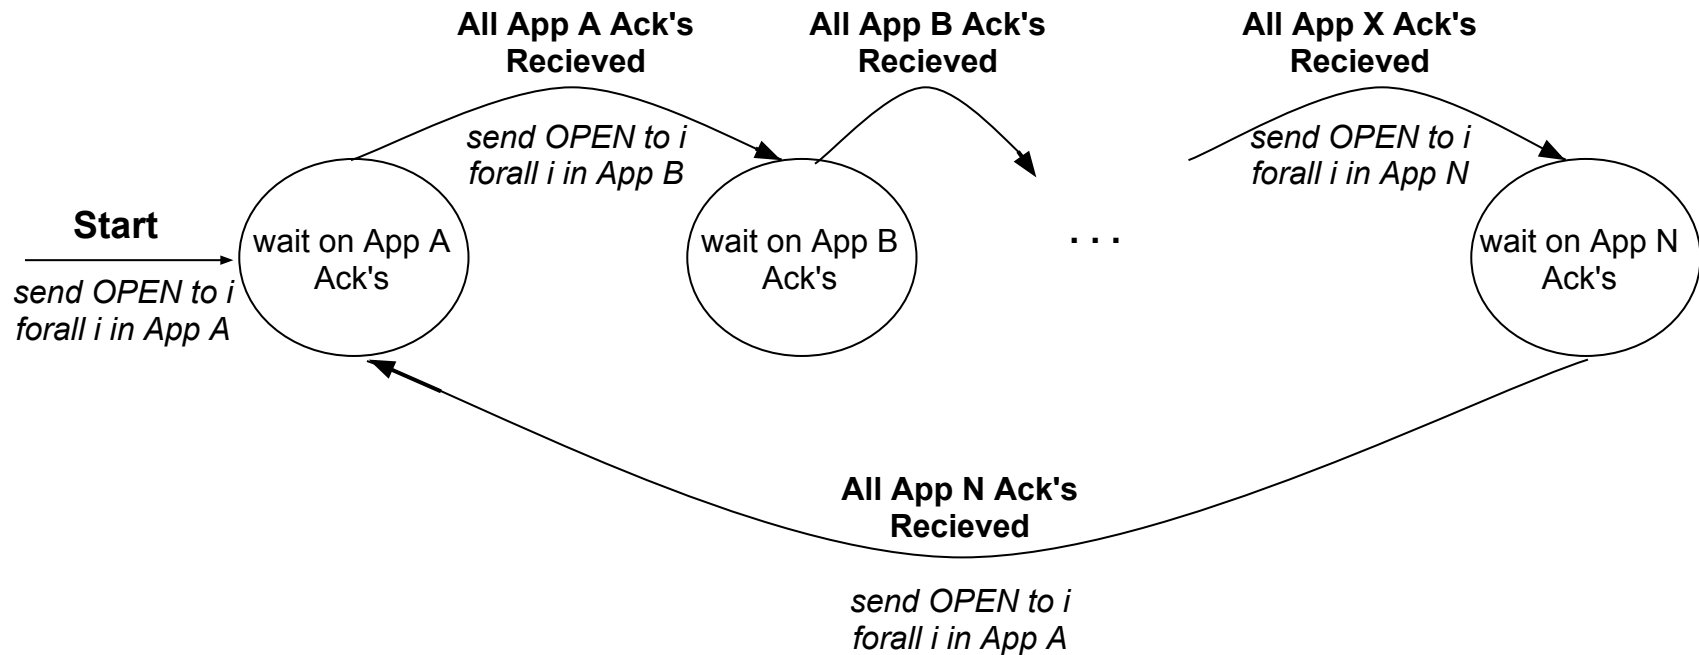 All App A Ack's
Recieved
All App B Ack's
Recieved
All App X Ack's
Recieved
send OPEN to i
forall i in App B
send OPEN to i
forall i in App N
Start
send OPEN to i
forall i in App A
wait on App A
Ack's
wait on App B
Ack's
. . .
wait on App N
Ack's
All App N Ack's
Recieved
send OPEN to i
forall i in App A